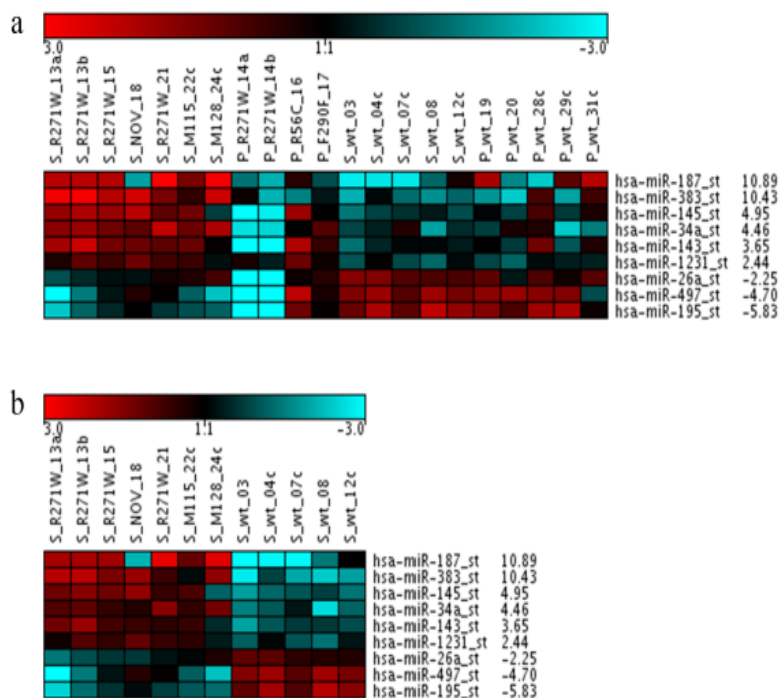 a
3.0 1:1 -3.0
S_R271W_13a S_R271W_13b S_R271W_15 S_NOV_18 S_R271W_21 S_M115_22c S_M128_24c P_R271W_14a P_R271W_14b P_R56C_16 P_F290F_17 S_wt_03 S_wt_04c S_wt_07c S_wt_08 S_wt_12c P_wt_19 P_wt_20 P_wt_28c P_wt_29c P_wt_31c
hsa-miR-187_st 10.89
hsa-miR-383_st 10.43
hsa-miR-145_st 4.95
hsa-miR-34a_st 4.46
hsa-miR-143_st 3.65
hsa-miR-1231_st 2.44
hsa-miR-26a_st -2.25
hsa-miR-497_st -4.70
hsa-miR-195_st -5.83
b
3.0 1:1 -3.0
S_R271W_13a S_R271W_13b S_R271W_15 S_NOV_18 S_R271W_21 S_M115_22c S_M128_24c S_wt_03 S_wt_04c S_wt_07c S_wt_08 S_wt_12c
hsa-miR-187_st 10.89
hsa-miR-383_st 10.43
hsa-miR-145_st 4.95
hsa-miR-34a_st 4.46
hsa-miR-143_st 3.65
hsa-miR-1231_st 2.44
hsa-miR-26a_st -2.25
hsa-miR-497_st -4.70
hsa-miR-195_st -5.83